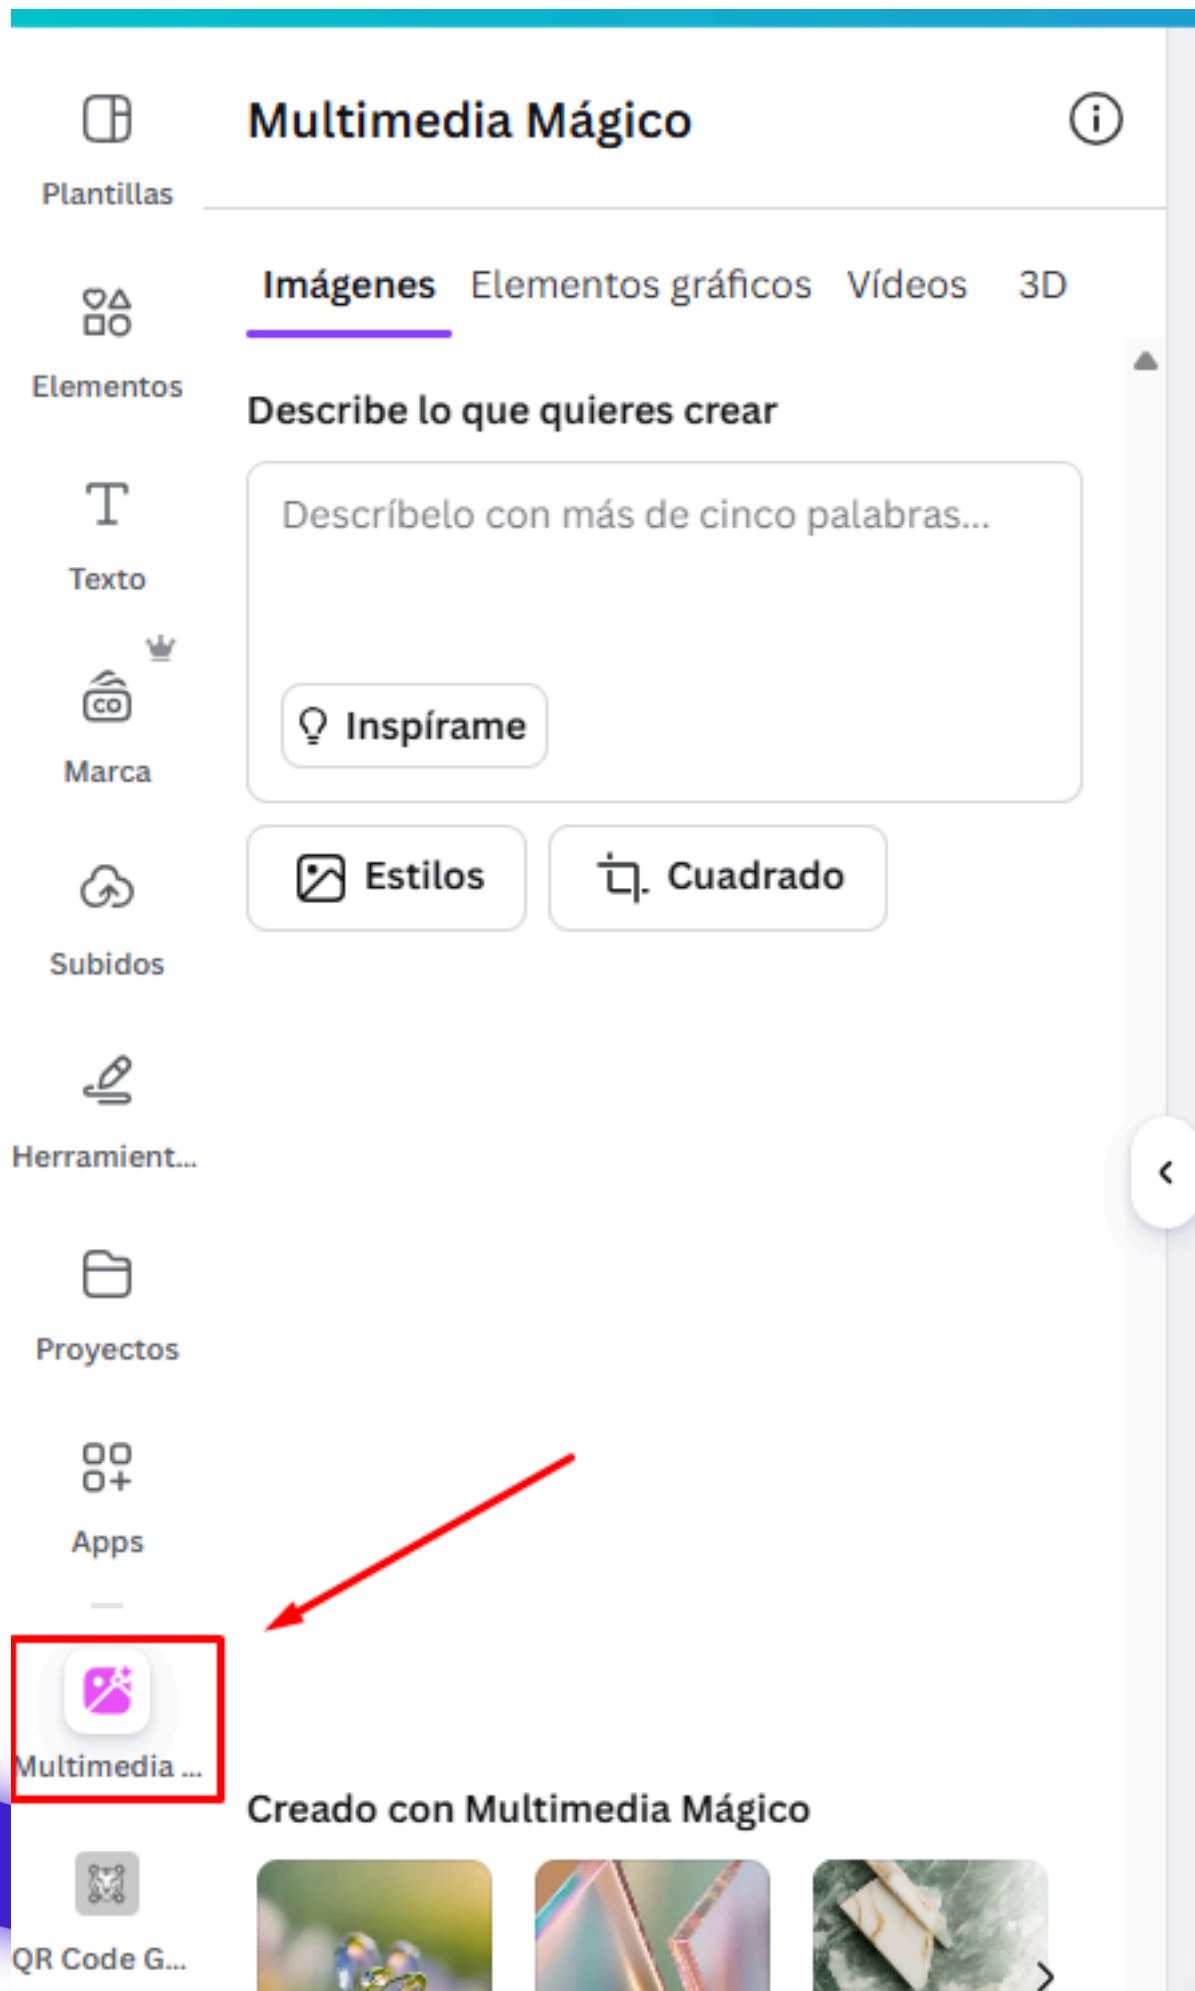 Plantillas
Elementos
Texto
CO
Marca
Subidos
Herramient...
Proyectos
Apps
Multimedia ...
QR Code G...
Multimedia Mágico
Imágenes Elementos gráficos Vídeos 3D
Describe lo que quieres crear
Descríbelo con más de cinco palabras...
Inspírame
Estilos Cuadrado
Creado con Multimedia Mágico